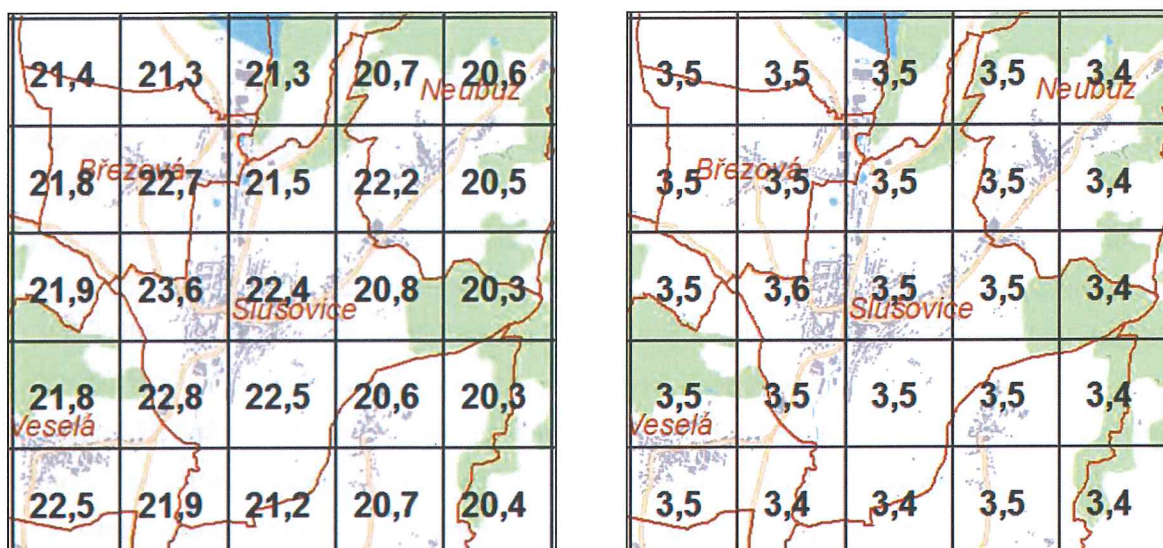 21,4 21,3 21,3 20,7 20,6
Neubuz
21,8 22,7 21,5 22,2 20,5
Březová
21,9 23,6 22,4 20,8 20,3
Slušovice
21,8 22,8 22,5 20,6 20,3
Veselá
22,5 21,9 21,2 20,7 20,4
3,5 3,5 3,5 3,5 3,4
Neubuz
3,5 3,5 3,5 3,5 3,4
Březová
3,5 3,6 3,5 3,5 3,4
Slušovice
3,5 3,5 3,5 3,5 3,4
Veselá
3,5 3,4 3,4 3,5 3,4